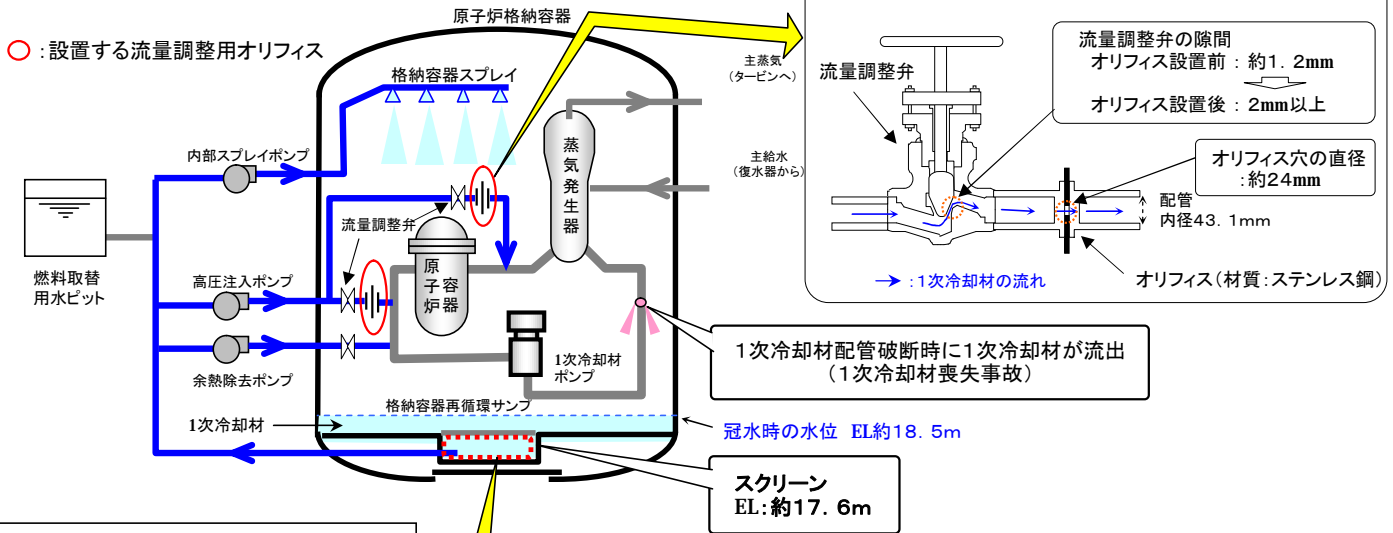 原子炉格納容器
:設置する流量調整用オリフィス
格納容器スプレイ
主蒸気
(タービンへ)
内部スプレイポンプ
蒸気発生器
主給水
(復水器から)
流量調整弁
燃料取替
用水ピット
高圧注入ポンプ
原子炉
容器
1次冷却材
ポンプ
余熱除去ポンプ
格納容器再循環サンプ
1次冷却材
流量調整弁
流量調整弁の隙間
オリフィス設置前 : 約1. 2mm
オリフィス設置後 : 2mm以上
オリフィス穴の直径
:約24mm
配管
内径43. 1mm
:1次冷却材の流れ
オリフィス(材質:ステンレス鋼)
1次冷却材配管破断時に1次冷却材が流出
(1次冷却材喪失事故)
冠水時の水位 EL約18. 5m
スクリーン
EL:約17. 6m